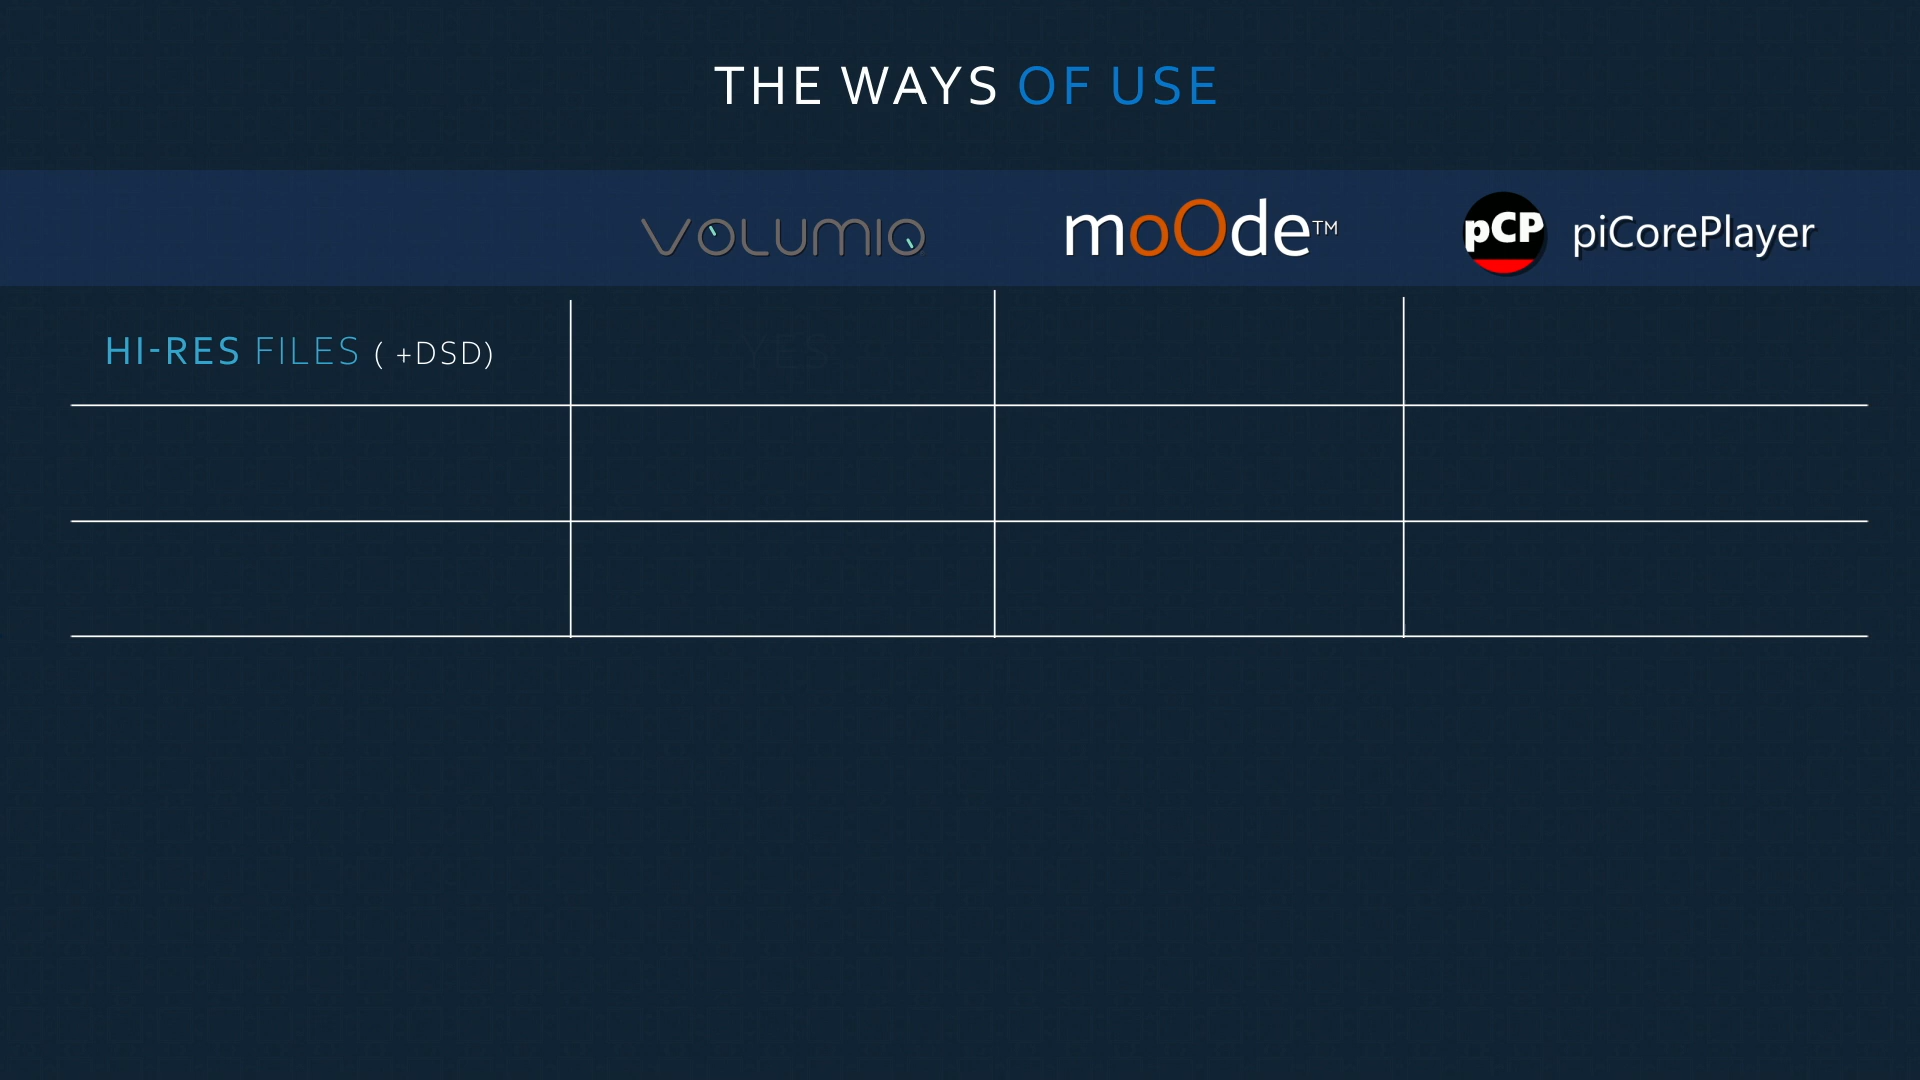 THE WAYS OF USE
VOLUMIO moOde™ pCP piCorePlayer
HI-RES FILES ( +DSD)